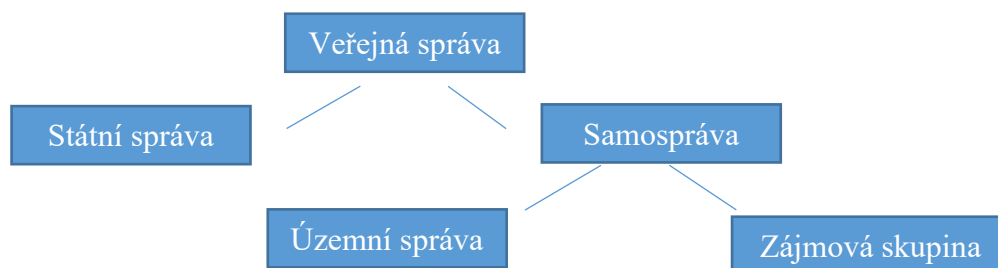 Veřejná správa
Státní správa
Samospráva
Územní správa
Zájmová skupina